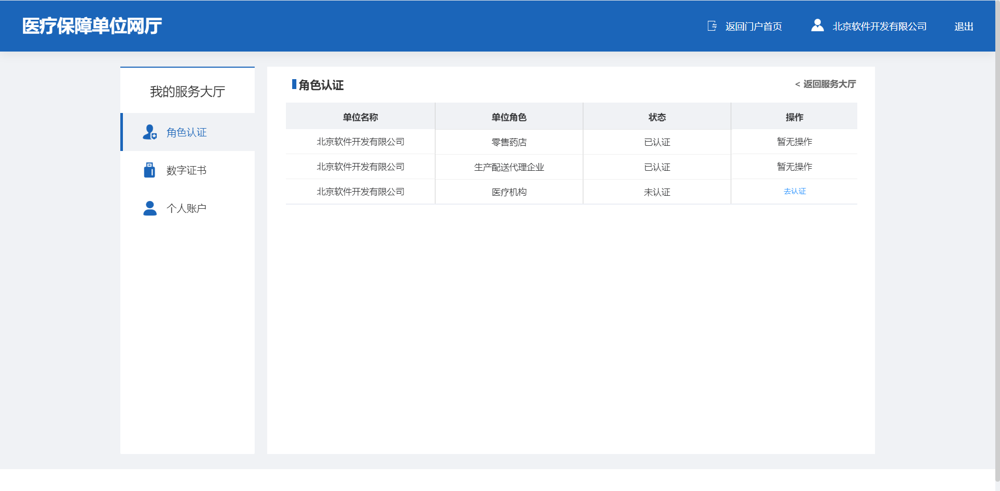 医疗保障单位网厅
返回门户首页
北京软件开发有限公司
退出
我的服务大厅
角色认证
数字证书
个人账户
角色认证
< 返回服务大厅
单位名称 单位角色 状态 操作
北京软件开发有限公司 零售药店 已认证 暂无操作
北京软件开发有限公司 生产配送代理企业 已认证 暂无操作
北京软件开发有限公司 医疗机构 未认证 去认证